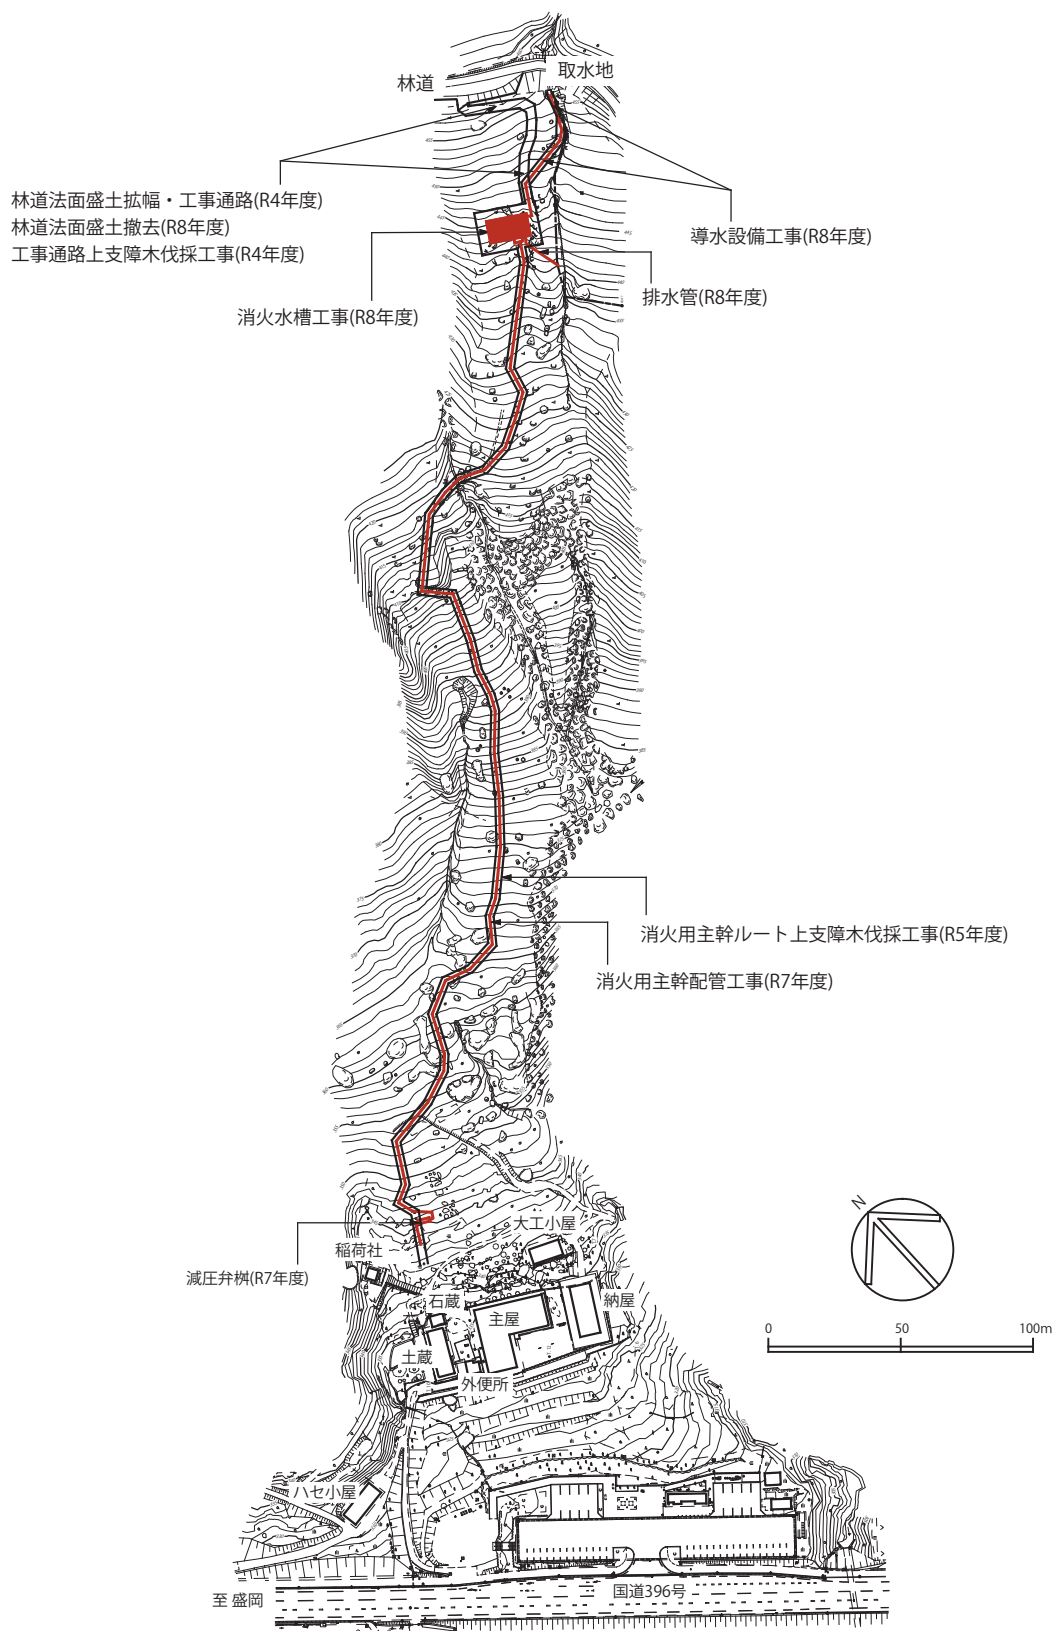 取水地
林道
林道法面盛土拡幅・工事通路(R4年度)
林道法面盛土撤去(R8年度)
工事通路上支障木伐採工事(R4年度)
導水設備工事(R8年度)
排水管(R8年度)
消火水槽工事(R8年度)
消火用主幹ルート上支障木伐採工事(R5年度)
消火用主幹配管工事(R7年度)
大工小屋
稲荷社
減圧弁桝(R7年度)
石蔵
主屋
納屋
土蔵
外便所
N
0 50 100m
ハセ小屋
至 盛岡
国道396号